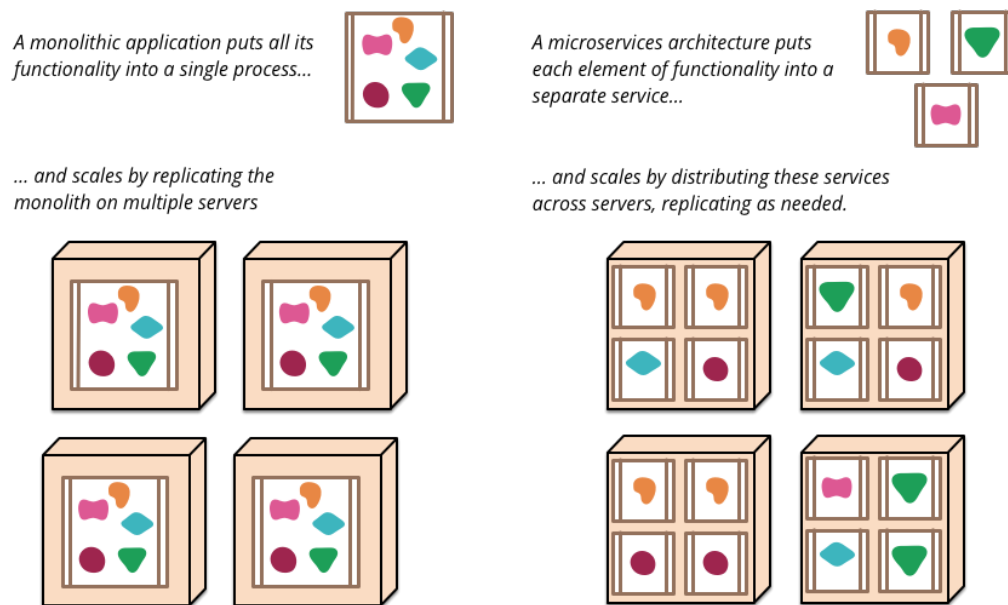 A monolithic application puts all its
functionality into a single process...
... and scales by replicating the
monolith on multiple servers
A microservices architecture puts
each element of functionality into a
separate service...
... and scales by distributing these services
across servers, replicating as needed.